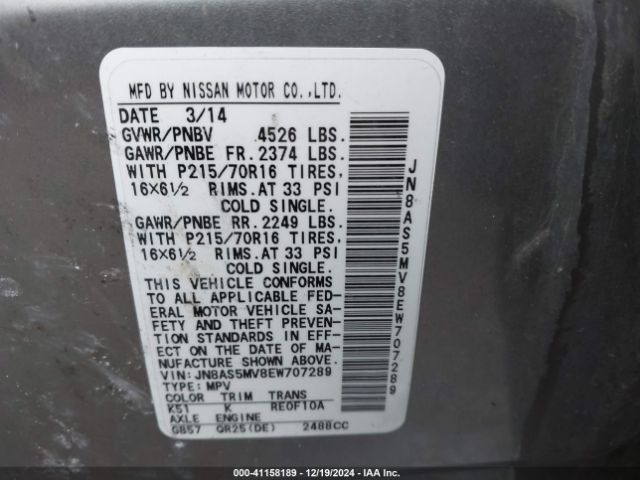 MFD BY NISSAN MOTOR CO.,LTD.
DATE 3/14
GVWR/PNBV 4526 LBS.
GAWR/PNBE FR. 2374 LBS.
WITH P215/70R16 TIRES,
16X6½ RIMS.AT 33 PSI
COLD SINGLE.
GAWR/PNBE RR. 2249 LBS.
WITH P215/70R16 TIRES,
16X6½ RIMS.AT 33 PSI
COLD SINGLE.
THIS VEHICLE CONFORMS
TO ALL APPLICABLE FED-
ERAL MOTOR VEHICLE SA-
FETY AND THEFT PREVEN-
TION STANDARDS IN EFF-
ECT ON THE DATE OF MA-
NUFACTURE SHOWN ABOVE.
VIN:JN8AS5MV8EW707289
TYPE:MPV
COLOR TRIM TRANS
K51 K RE0F10A
AXLE ENGINE
GB57 QR25(DE) 2488CC
JN8AS5MV8EW707289
000-41158189 - 12/19/2024 - IAA Inc.